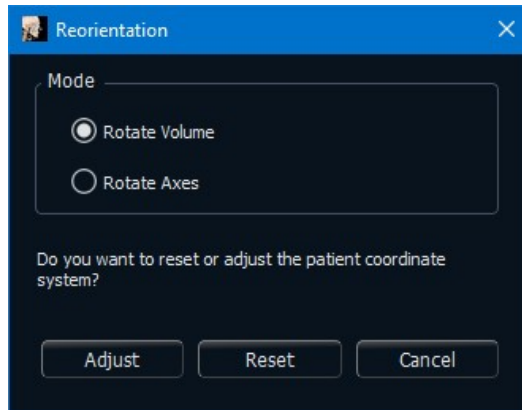 Reorientation
Mode
Rotate Volume
Rotate Axes
Do you want to reset or adjust the patient coordinate
system?
Adjust Reset Cancel